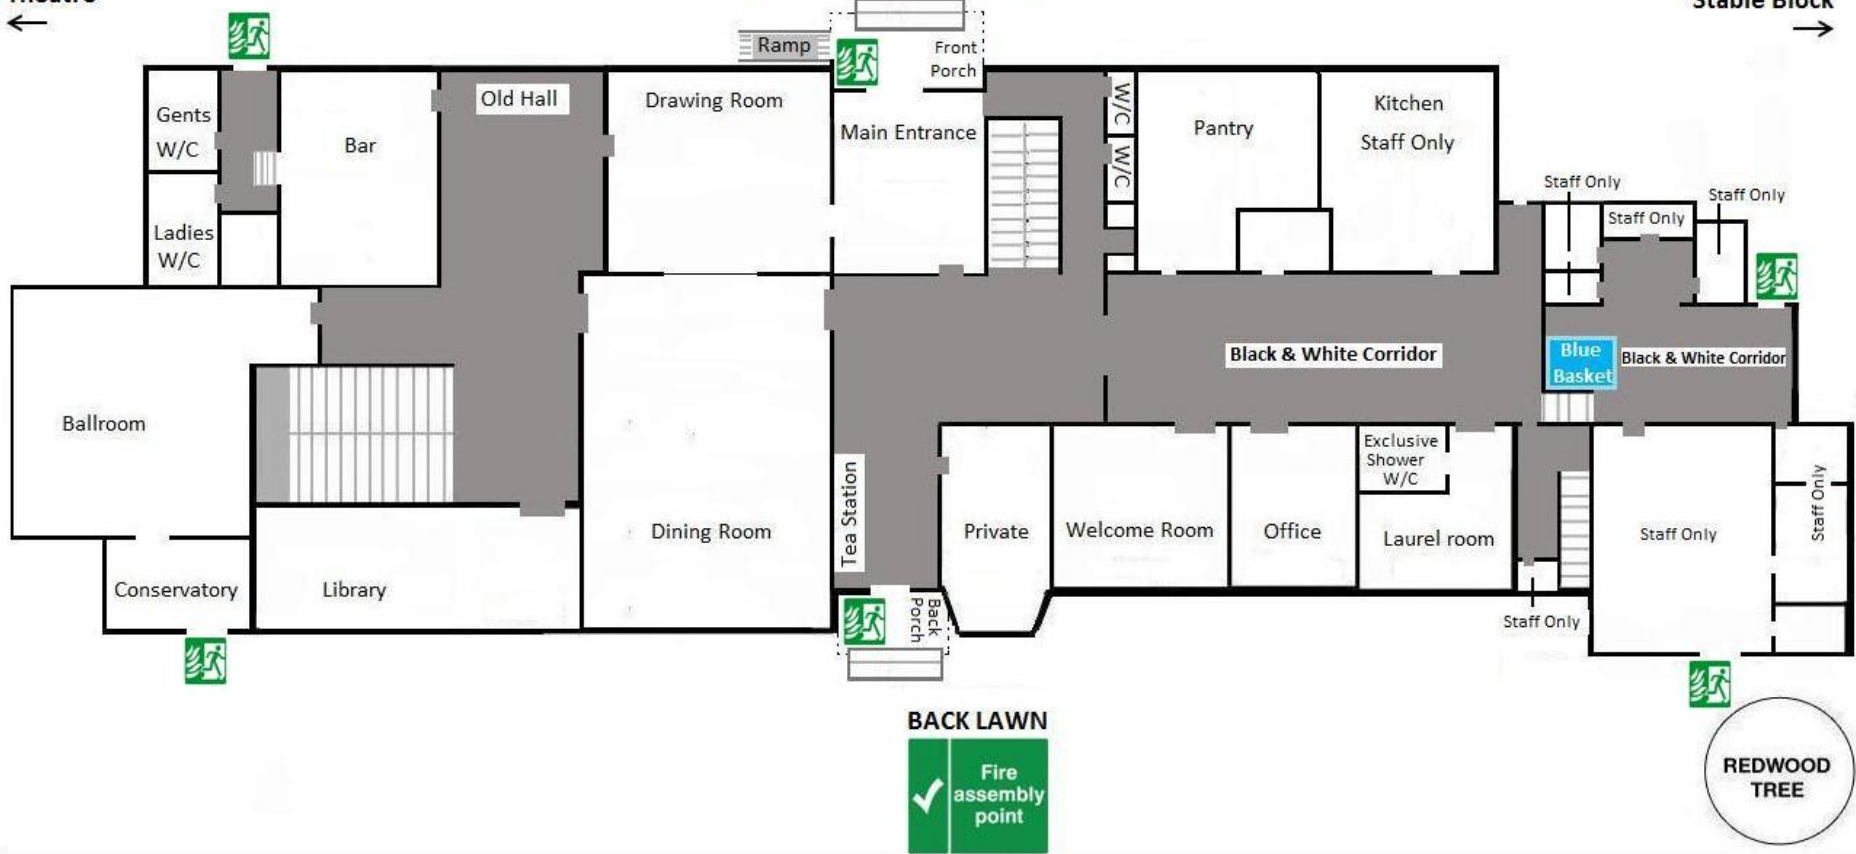 Theatre
Stable Block
Ramp
Front
Porch
Gents
W/C
Bar
Old Hall
Drawing Room
Main Entrance
W/C
W/C
Pantry
Kitchen
Staff Only
Staff Only
Staff Only
Staff Only
Ladies
W/C
Black & White Corridor
Blue
Basket
Black & White Corridor
Ballroom
Exclusive
Shower
W/C
Tea Station
Dining Room
Private
Welcome Room
Office
Laurel room
Staff Only
Staff Only
Conservatory
Library
Back
Porch
Staff Only
BACK LAWN
Fire
assembly
point
REDWOOD
TREE